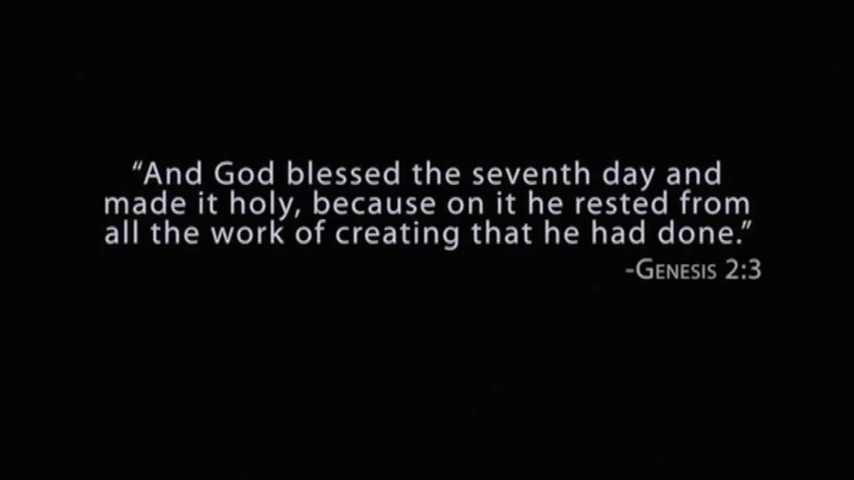 “And God blessed the seventh day and
made it holy, because on it he rested from
all the work of creating that he had done.”
-GENESIS 2:3